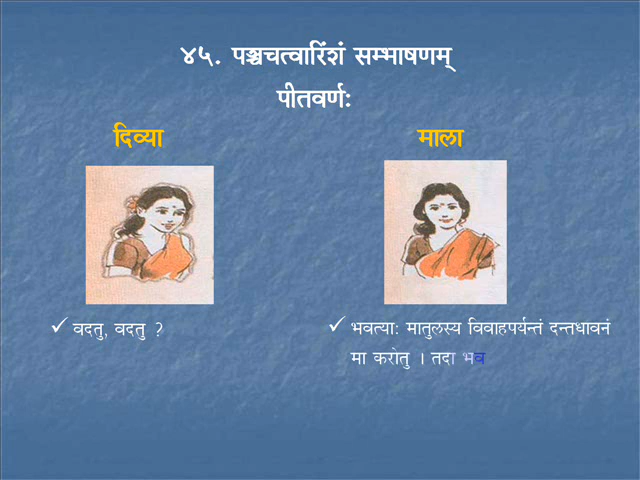 ४५. पञ्चचत्वारिंशं सम्भाषणम्
पीतवर्णः
दिव्या
माला
वदतु, वदतु ?
भवत्याः मातुलस्य विवाहपर्यन्तं दन्तधावनं
मा करोतु । तदा भव